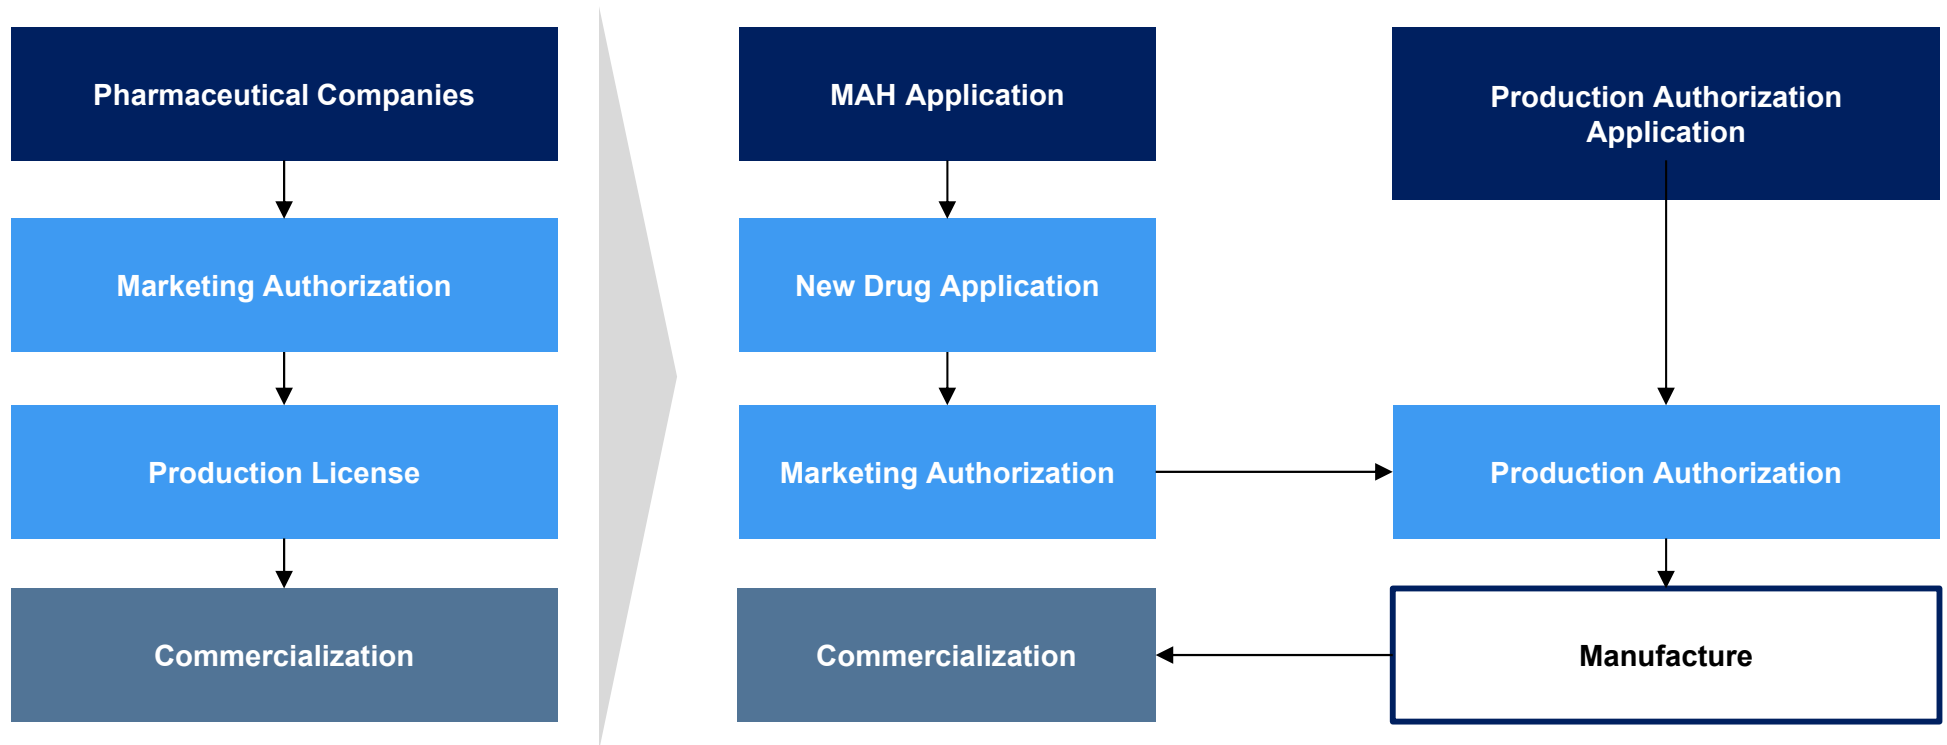 Pharmaceutical Companies
Marketing Authorization
Production License
Commercialization
MAH Application
New Drug Application
Marketing Authorization
Commercialization
Production Authorization
Application
Production Authorization
Manufacture